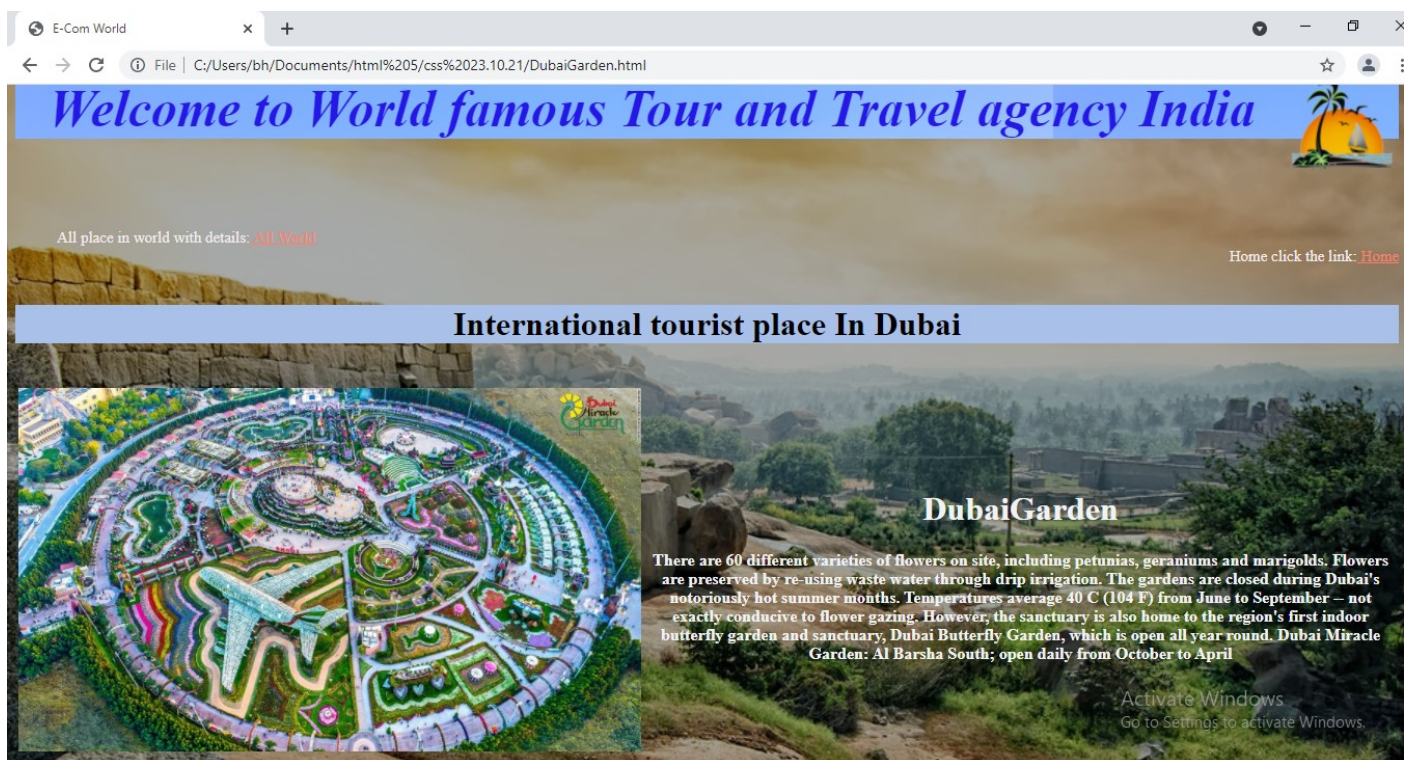 E-Com World
File | C:/Users/bh/Documents/html%205/css%2023.10.21/DubaiGarden.html
Welcome to World famous Tour and Travel agency India
All place in world with details: All World
Home click the link: Home
International tourist place In Dubai
Dubai
Miracle
Garden
DubaiGarden
There are 60 different varieties of flowers on site, including petunias, geraniums and marigolds. Flowers
are preserved by re-using waste water through drip irrigation. The gardens are closed during Dubai's
notoriously hot summer months. Temperatures average 40 C (104 F) from June to September – not
exactly conducive to flower gazing. However, the sanctuary is also home to the region's first indoor
butterfly garden and sanctuary, Dubai Butterfly Garden, which is open all year round. Dubai Miracle
Garden: Al Barsha South; open daily from October to April
Activate Windows
Go to Settings to activate Windows.